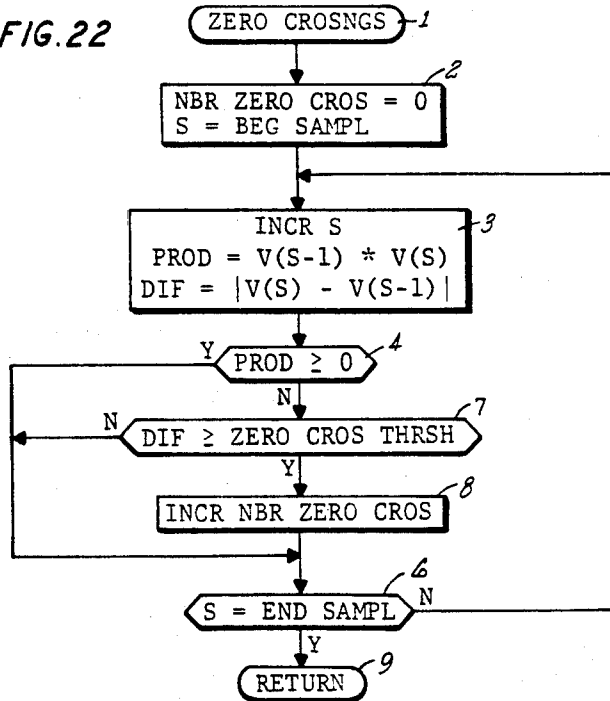 FIG.22
ZERO CROSNGS
1
2
NBR ZERO CROS = 0
S = BEG SAMPL
3
INCR S
PROD = V(S-1) * V(S)
DIF = |V(S) - V(S-1)|
4
Y
PROD ≥ 0
N
7
N
DIF ≥ ZERO CROS THRSH
Y
8
INCR NBR ZERO CROS
6
S = END SAMPL
N
Y
9
RETURN